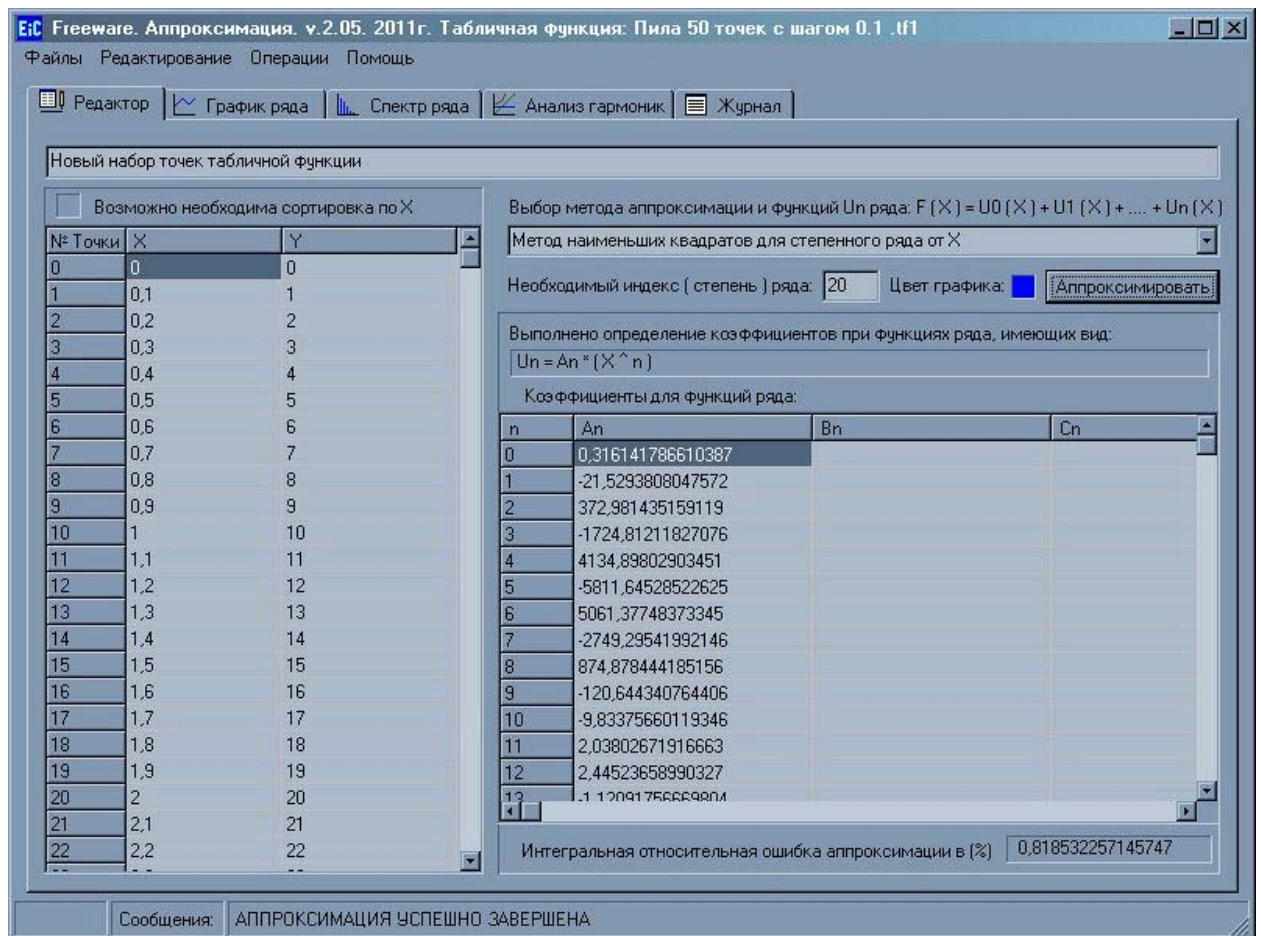 EiC Freeware. Аппроксимация. v.2.05. 2011г. Табличная функция: Пила 50 точек с шагом 0.1 .tf1
Файлы Редактирование Операции Помощь
Редактор График ряда Спектр ряда Анализ гармоник Журнал
Новый набор точек табличной функции
Возможно необходима сортировка по X
№ Точки X Y
0 0 0
1 0,1 1
2 0,2 2
3 0,3 3
4 0,4 4
5 0,5 5
6 0,6 6
7 0,7 7
8 0,8 8
9 0,9 9
10 1 10
11 1,1 11
12 1,2 12
13 1,3 13
14 1,4 14
15 1,5 15
16 1,6 16
17 1,7 17
18 1,8 18
19 1,9 19
20 2 20
21 2,1 21
22 2,2 22
Выбор метода аппроксимации и функций Un ряда: F ( X ) = U0 ( X ) + U1 ( X ) + .... + Un ( X )
Метод наименьших квадратов для степенного ряда от X
Необходимый индекс ( степень ) ряда: 20 Цвет графика: Аппроксимировать
Выполнено определение коэффициентов при функциях ряда, имеющих вид:
Un = An * ( X ^ n )
Коэффициенты для функций ряда:
n An Bn Cn
0 0,316141786610387
1 -21,5293808047572
2 372,981435159119
3 -1724,81211827076
4 4134,89802903451
5 -5811,64528522625
6 5061,37748373345
7 -2749,29541992146
8 874,878444185156
9 -120,644340764406
10 -9,83375660119346
11 2,03802671916663
12 2,44523658990327
13 -1,12091756669804
Интегральная относительная ошибка аппроксимации в (%) 0,818532257145747
Сообщения: АППРОКСИМАЦИЯ УСПЕШНО ЗАВЕРШЕНА